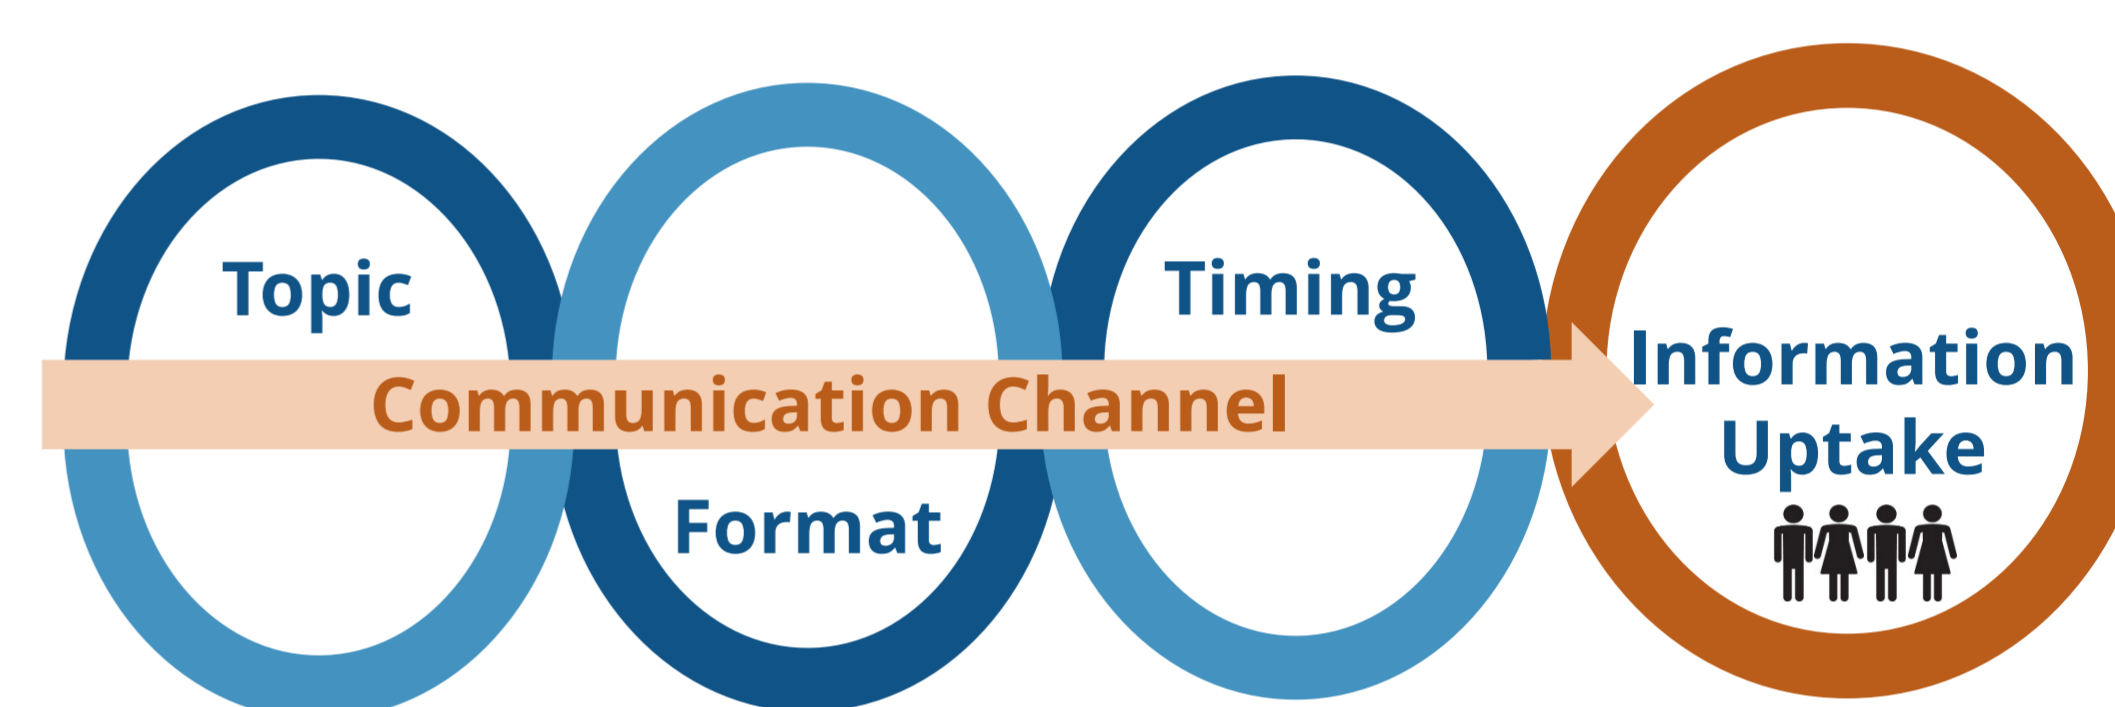 Topic
Timing
Communication Channel
Format
Information
Uptake